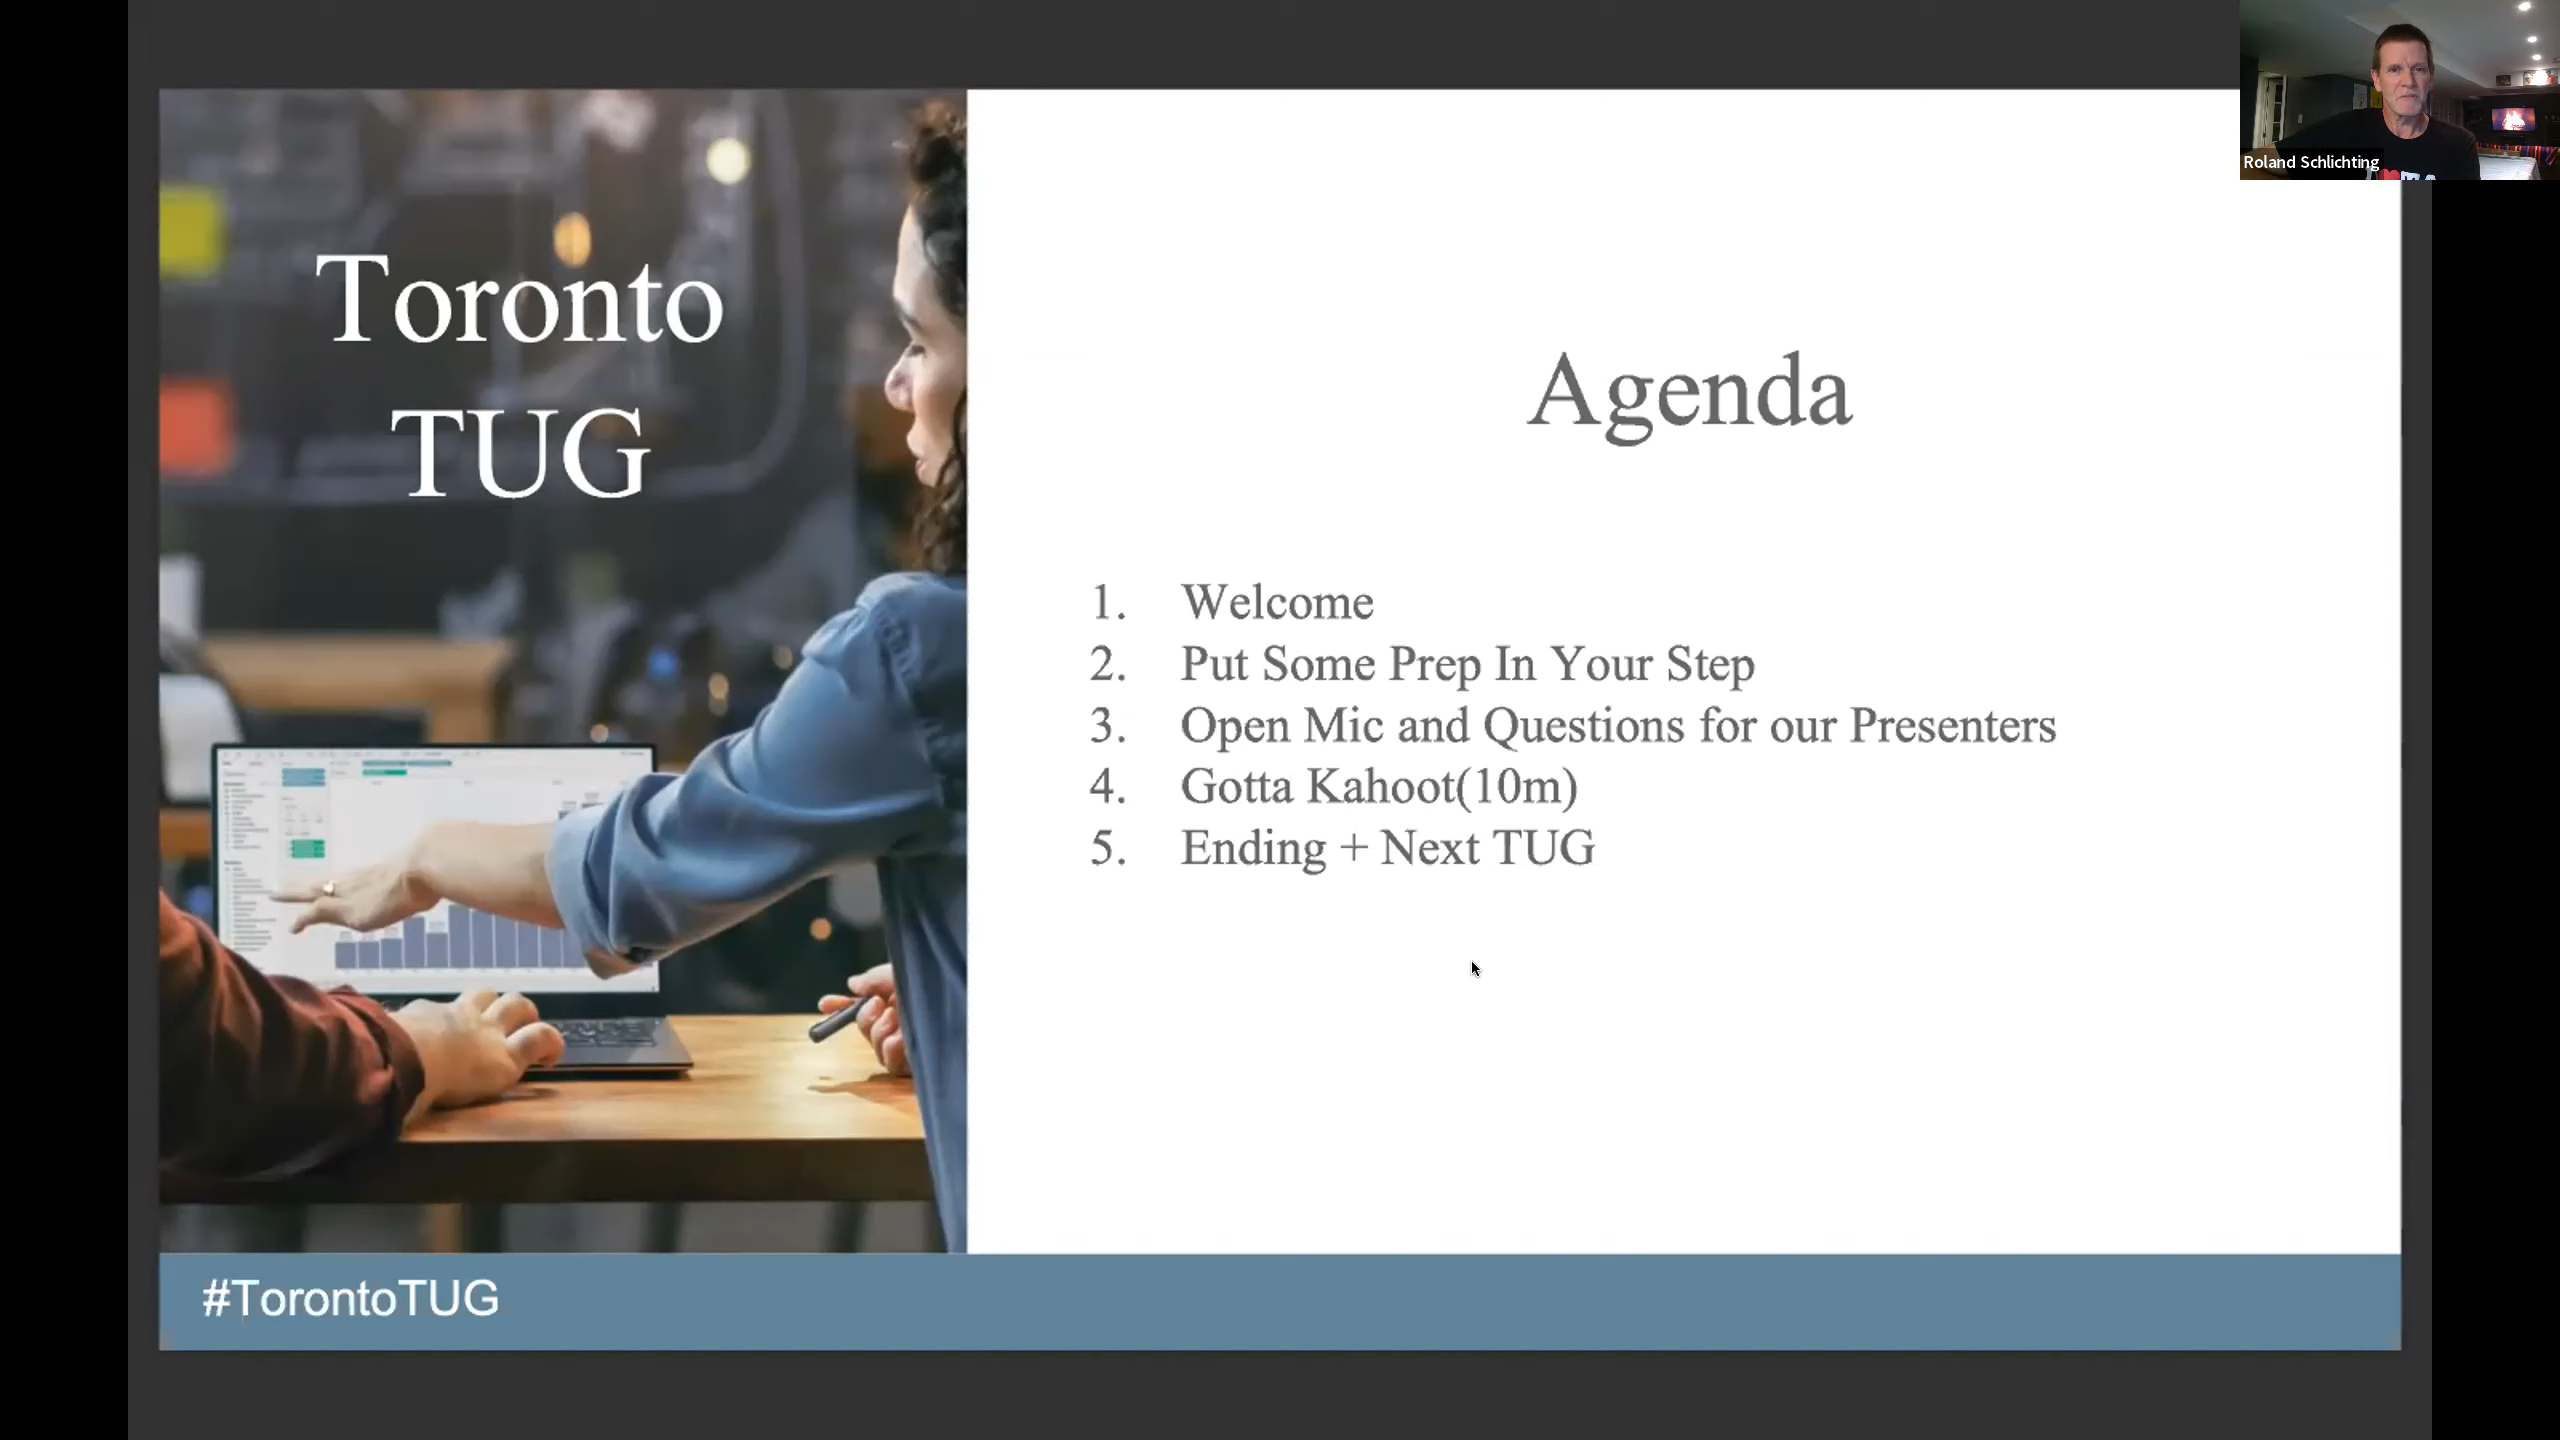 Toronto
TUG
Agenda
1. Welcome
2. Put Some Prep In Your Step
3. Open Mic and Questions for our Presenters
4. Gotta Kahoot(10m)
5. Ending + Next TUG
#TorontoTUG
Roland Schlichting